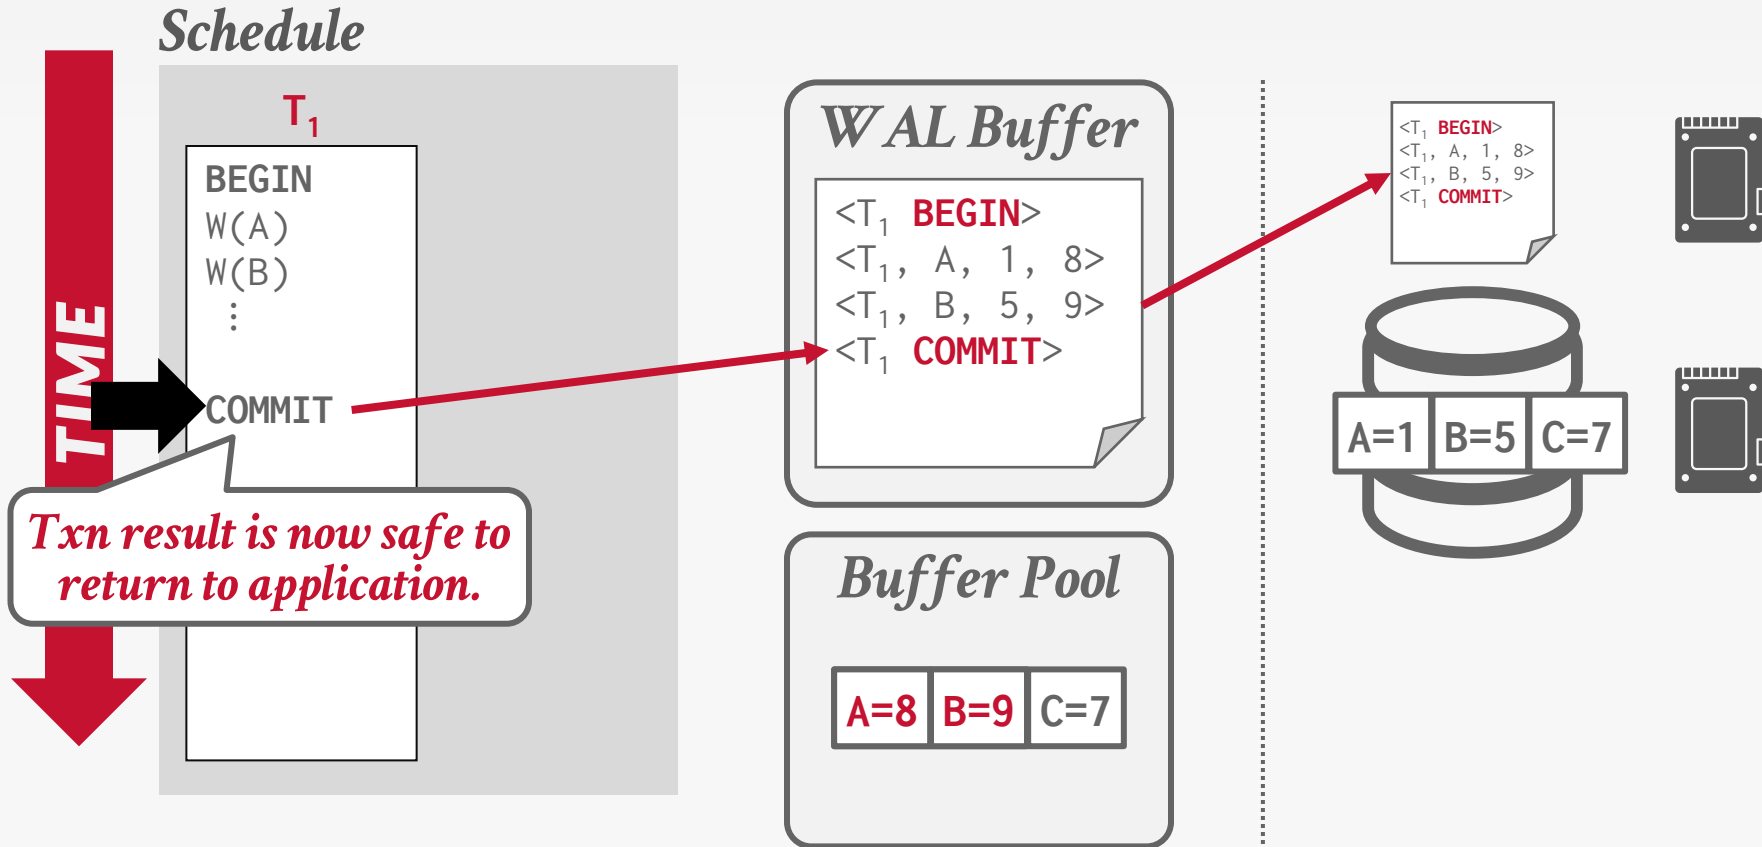 Schedule
TIME
T1
BEGIN
W(A)
W(B)
⋮
COMMIT
Txn result is now safe to
return to application.
WAL Buffer
<T1 BEGIN>
<T1, A, 1, 8>
<T1, B, 5, 9>
<T1 COMMIT>
Buffer Pool
A=8 B=9 C=7
<T1 BEGIN>
<T1, A, 1, 8>
<T1, B, 5, 9>
<T1 COMMIT>
A=1 B=5 C=7